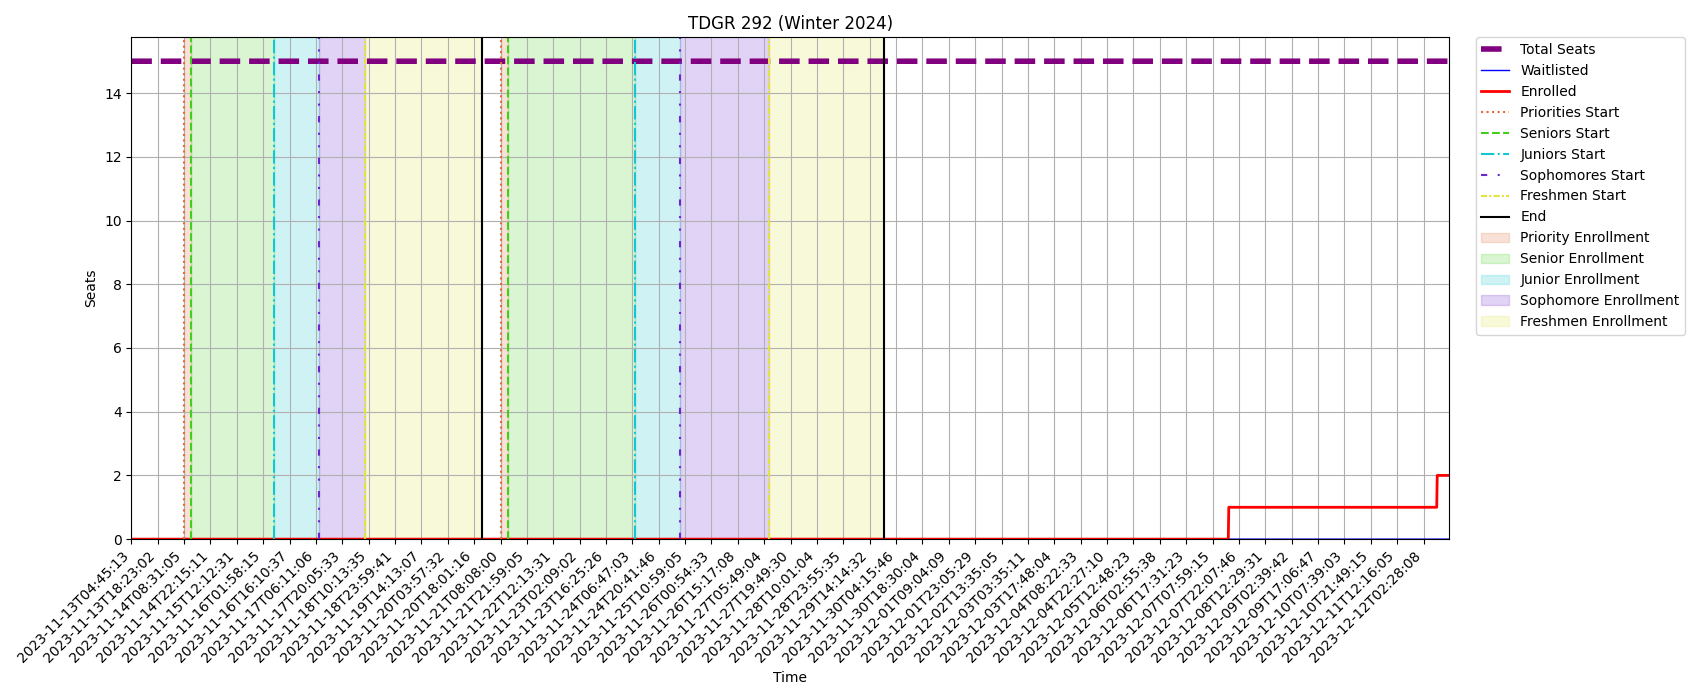 TDGR 292 (Winter 2024)
Total Seats
Waitlisted
Enrolled
Priorities Start
Seniors Start
Juniors Start
Sophomores Start
Freshmen Start
End
Priority Enrollment
Senior Enrollment
Junior Enrollment
Sophomore Enrollment
Freshmen Enrollment
Seats
14
12
10
8
6
4
2
0
2023-11-13T04:45:13
2023-11-13T18:23:02
2023-11-14T08:31:05
2023-11-14T22:15:11
2023-11-15T12:12:31
2023-11-16T01:58:15
2023-11-16T16:10:37
2023-11-17T06:11:06
2023-11-17T20:05:33
2023-11-18T10:13:35
2023-11-18T23:59:41
2023-11-19T14:13:07
2023-11-20T03:57:32
2023-11-20T18:01:16
2023-11-21T08:08:00
2023-11-21T21:59:05
2023-11-22T12:13:31
2023-11-23T02:09:02
2023-11-23T16:25:26
2023-11-24T06:47:03
2023-11-24T20:41:46
2023-11-25T10:59:05
2023-11-26T00:54:33
2023-11-26T15:17:08
2023-11-27T05:49:04
2023-11-27T19:49:30
2023-11-28T10:01:04
2023-11-28T23:55:35
2023-11-29T14:14:32
2023-11-30T04:15:46
2023-11-30T18:30:04
2023-12-01T09:04:09
2023-12-01T23:05:29
2023-12-02T13:35:05
2023-12-03T03:35:11
2023-12-03T17:48:04
2023-12-04T08:22:33
2023-12-04T22:27:10
2023-12-05T12:48:23
2023-12-06T02:55:38
2023-12-06T17:31:23
2023-12-07T07:59:15
2023-12-07T22:07:46
2023-12-08T12:29:31
2023-12-09T02:39:42
2023-12-09T17:06:47
2023-12-10T07:39:03
2023-12-10T21:49:15
2023-12-11T12:16:05
2023-12-12T02:28:08
Time